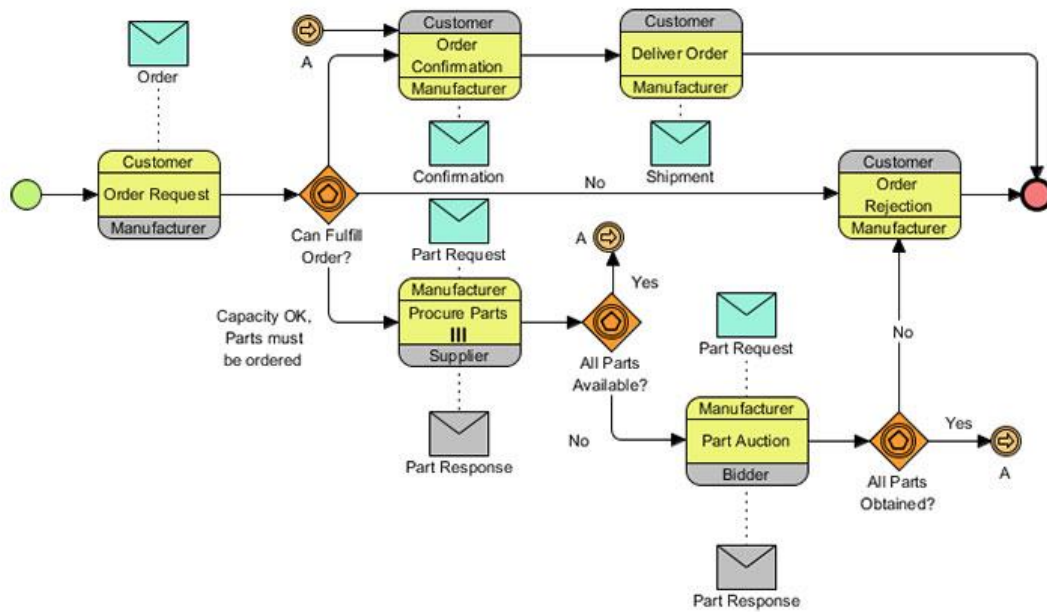 Order
Customer
Order Request
Manufacturer
Can Fulfill
Order?
A
Customer
Order
Confirmation
Manufacturer
Confirmation
Customer
Deliver Order
Manufacturer
Shipment
No
Customer
Order
Rejection
Manufacturer
Capacity OK,
Parts must
be ordered
Part Request
Manufacturer
Procure Parts
Supplier
Part Response
A
Yes
All Parts
Available?
No
Part Request
Manufacturer
Part Auction
Bidder
Part Response
No
Yes
A
All Parts
Obtained?